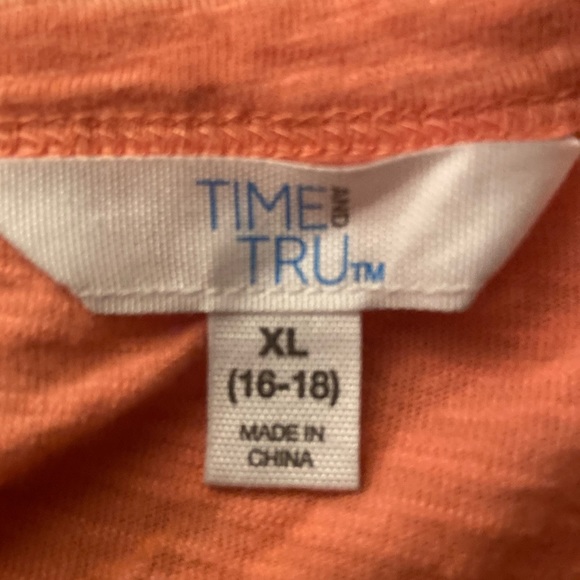 TIME AND
TRU™
XL
(16-18)
MADE IN
CHINA